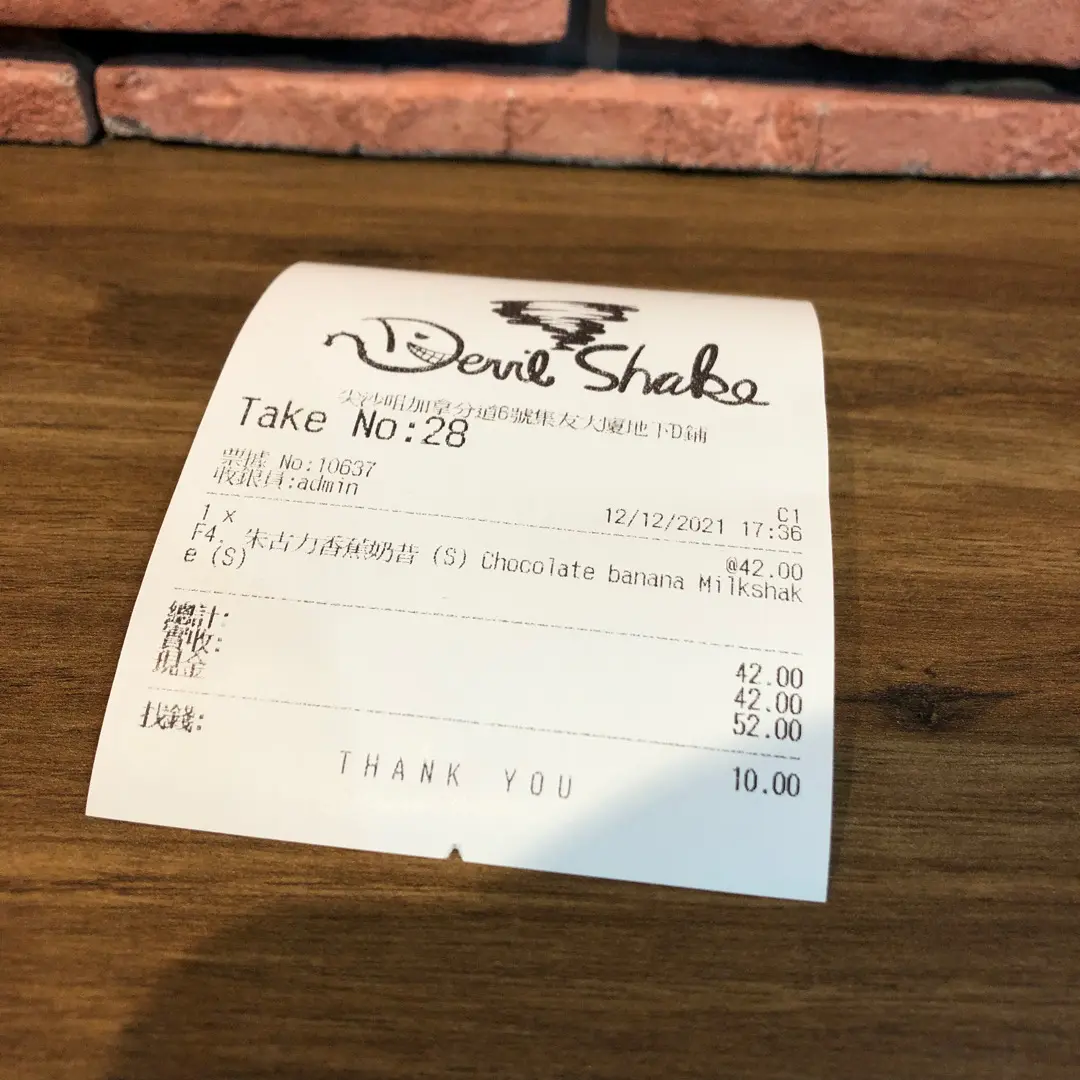 Devil Shake
尖沙咀加拿分道6號集友大廈地下D鋪
Take No:28
票據 No:10637
收銀員:admin
C1
12/12/2021 17:36
1 x @42.00
F4. 朱古力香蕉奶昔 (S) Chocolate banana Milkshak
e (S)
總計: 42.00
實收: 42.00
現金 52.00
找錢: 10.00
THANK YOU